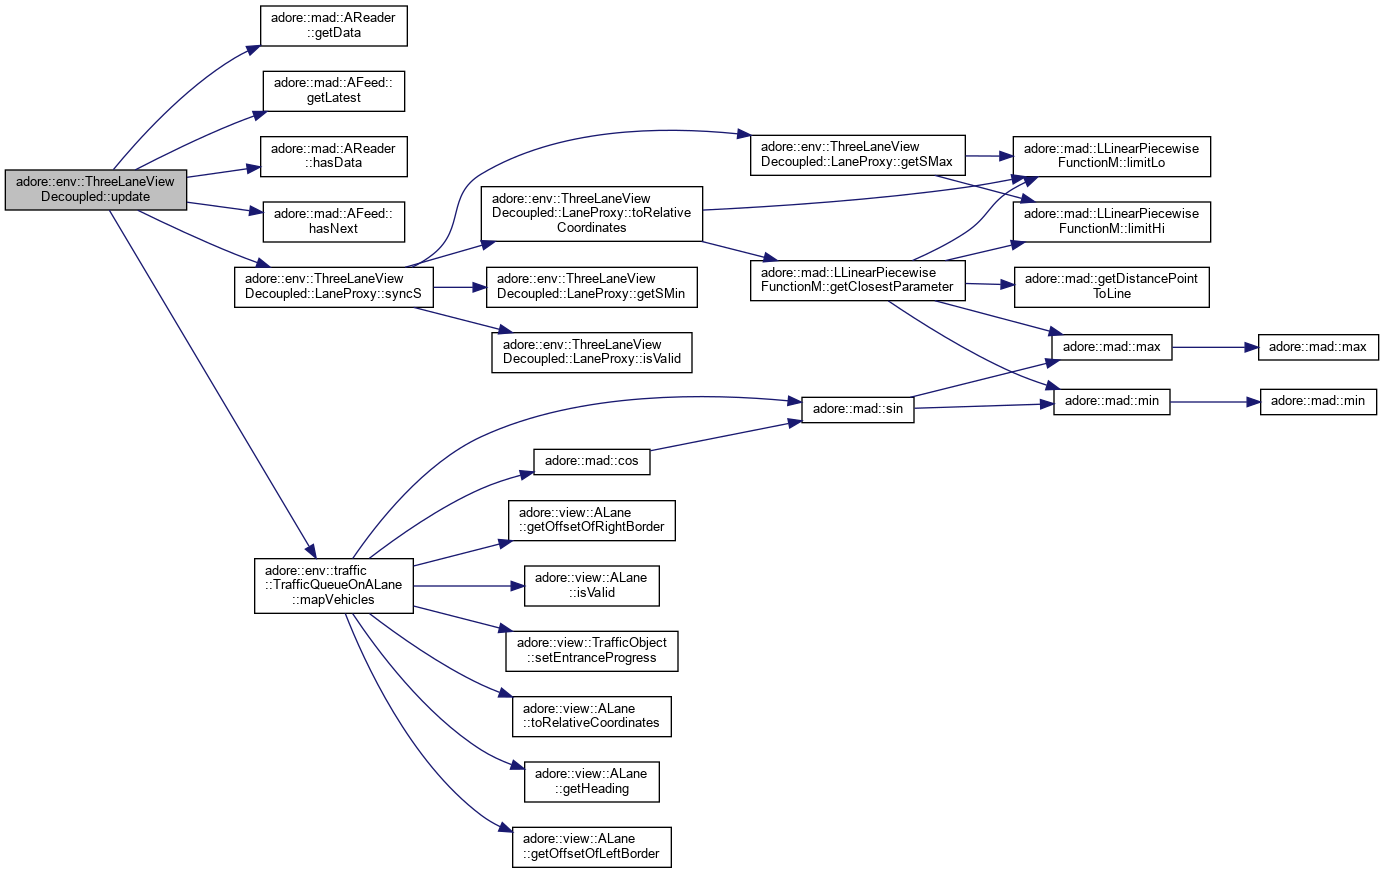 adore::mad::AReader
::getData
adore::mad::AFeed::
getLatest
adore::mad::AReader
::hasData
adore::mad::AFeed::
hasNext
adore::env::ThreeLaneView
Decoupled::update
adore::env::ThreeLaneView
Decoupled::LaneProxy::syncS
adore::env::traffic
::TrafficQueueOnALane
::mapVehicles
adore::env::ThreeLaneView
Decoupled::LaneProxy::toRelative
Coordinates
adore::env::ThreeLaneView
Decoupled::LaneProxy::getSMin
adore::env::ThreeLaneView
Decoupled::LaneProxy::isValid
adore::mad::cos
adore::view::ALane
::getOffsetOfRightBorder
adore::view::ALane
::isValid
adore::view::TrafficObject
::setEntranceProgress
adore::view::ALane
::toRelativeCoordinates
adore::view::ALane
::getHeading
adore::view::ALane
::getOffsetOfLeftBorder
adore::env::ThreeLaneView
Decoupled::LaneProxy::getSMax
adore::mad::LLinearPiecewise
FunctionM::getClosestParameter
adore::mad::sin
adore::mad::LLinearPiecewise
FunctionM::limitLo
adore::mad::LLinearPiecewise
FunctionM::limitHi
adore::mad::getDistancePoint
ToLine
adore::mad::max
adore::mad::min
adore::mad::max
adore::mad::min